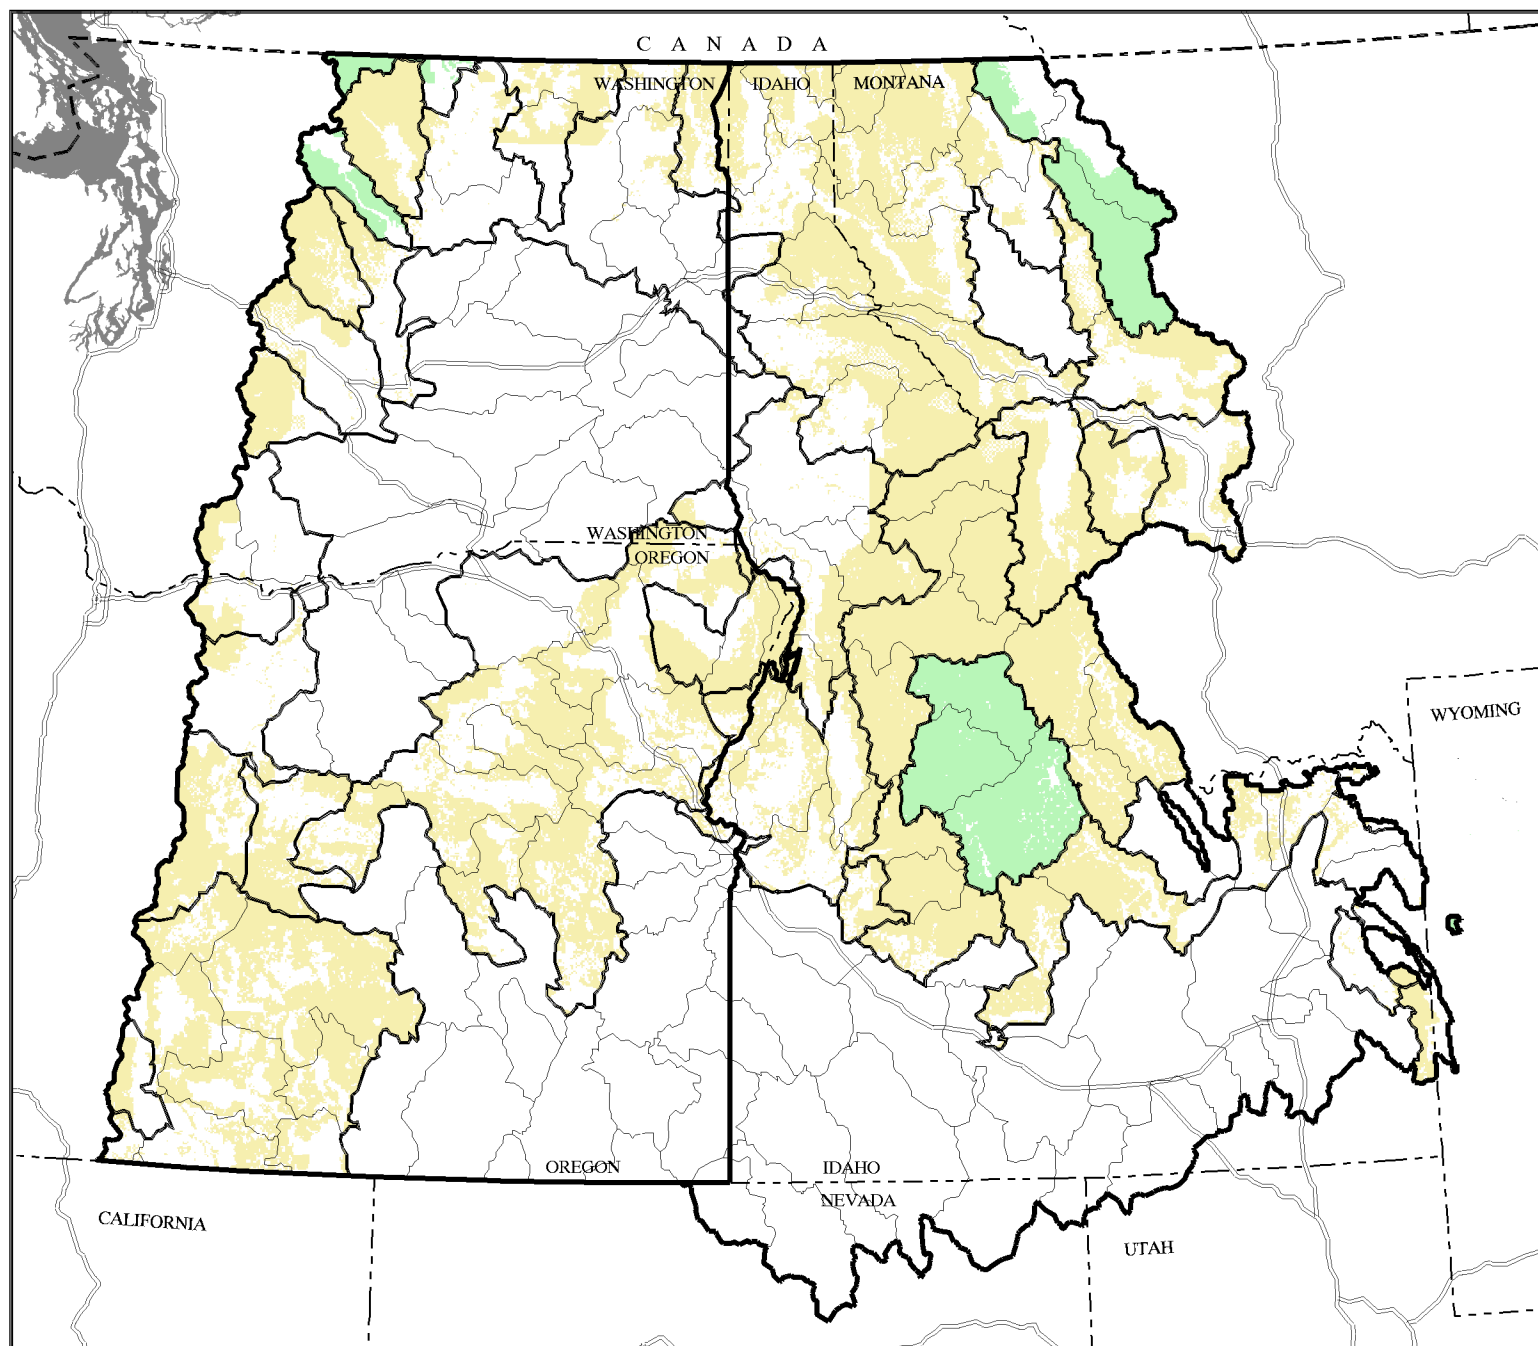 C A N A D A
WASHINGTON
IDAHO
MONTANA
WASHINGTON
OREGON
WYOMING
OREGON
IDAHO
NEVADA
CALIFORNIA
UTAH